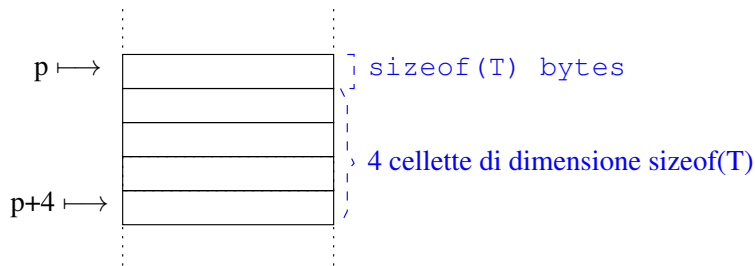 p ⟼ sizeof(T) bytes
4 cellette di dimensione sizeof(T)
p+4 ⟼